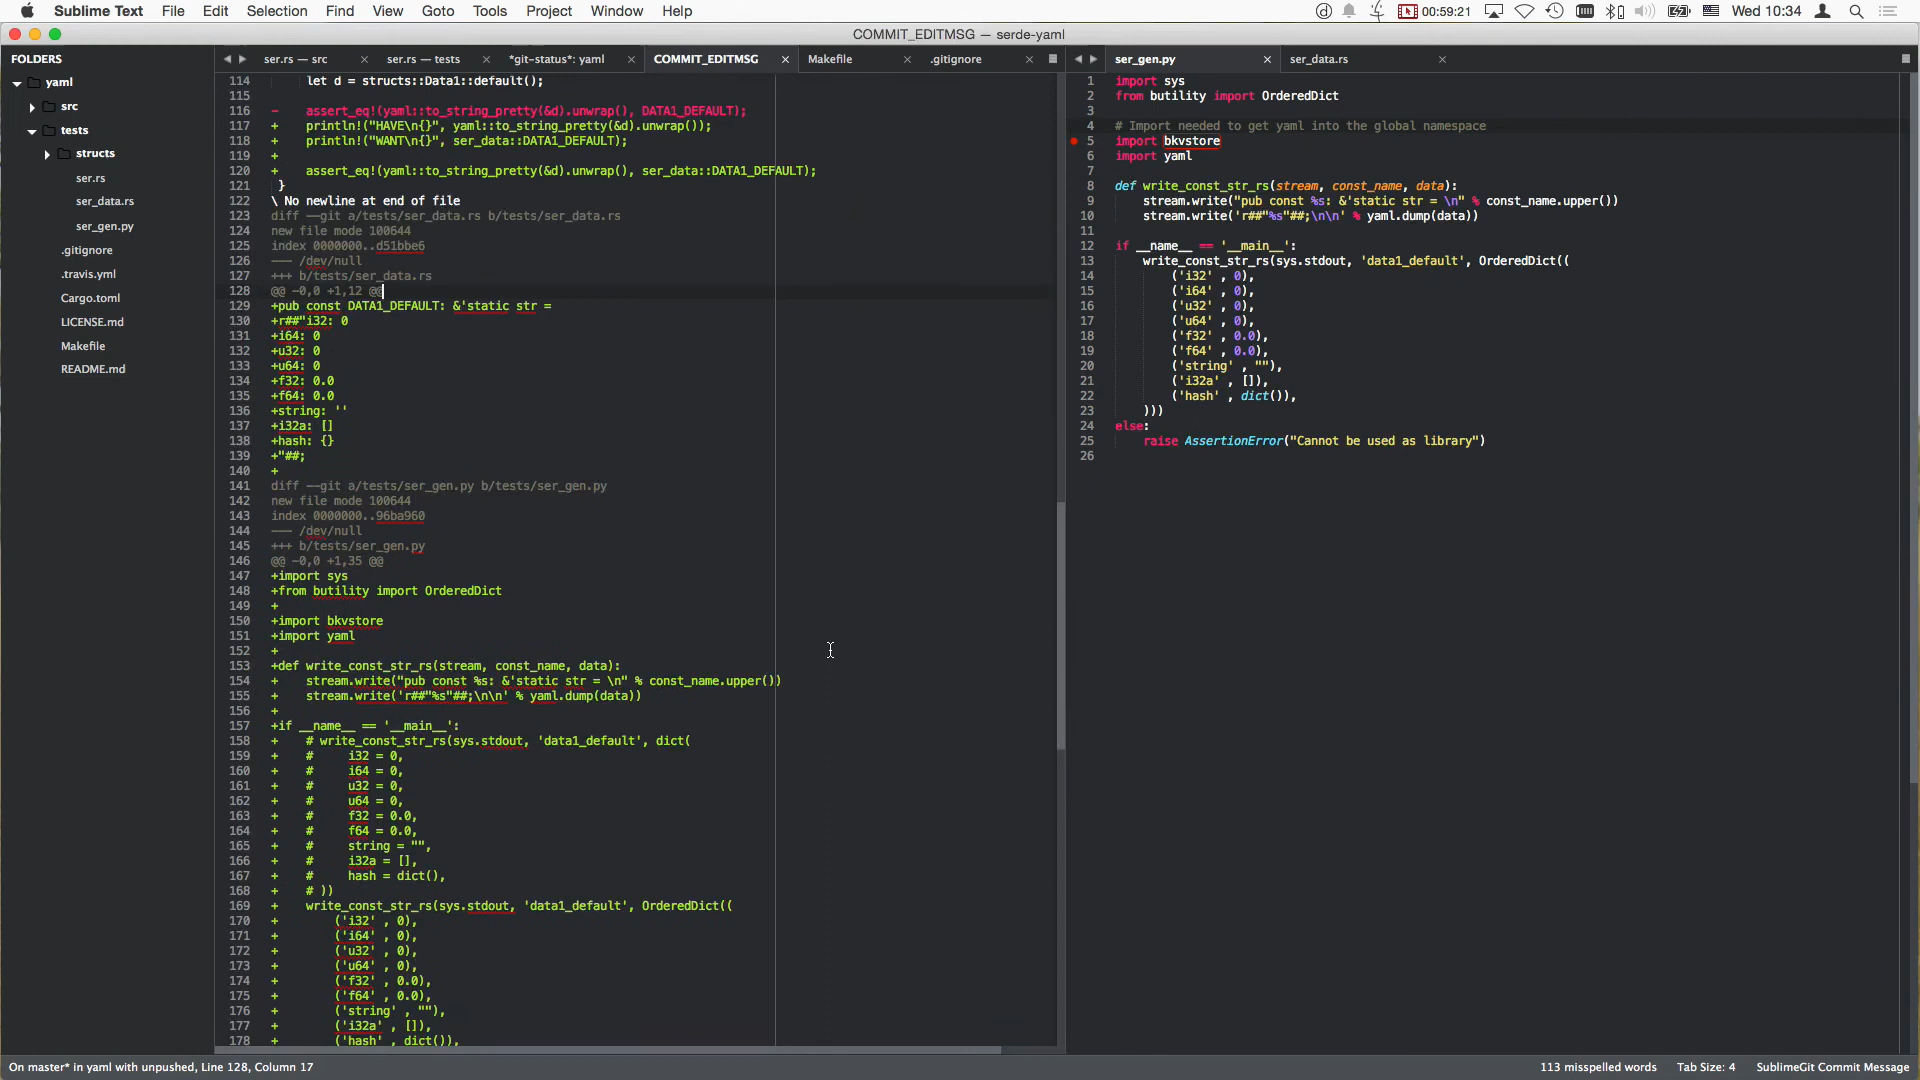 Sublime Text File Edit Selection Find View Goto Tools Project Window Help 00:59:21 Wed 10:34
COMMIT_EDITMSG — serde-yaml
FOLDERS
yaml
src
tests
structs
ser.rs
ser_data.rs
ser_gen.py
.gitignore
.travis.yml
Cargo.toml
LICENSE.md
Makefile
README.md
ser.rs — src ser.rs — tests *git-status*: yaml COMMIT_EDITMSG Makefile .gitignore
114 let d = structs::Data1::default();
115
116 - assert_eq!(yaml::to_string_pretty(&d).unwrap(), DATA1_DEFAULT);
117 + println!("HAVE\n{}", yaml::to_string_pretty(&d).unwrap());
118 + println!("WANT\n{}", ser_data::DATA1_DEFAULT);
119 +
120 + assert_eq!(yaml::to_string_pretty(&d).unwrap(), ser_data::DATA1_DEFAULT);
121 }
122 \ No newline at end of file
123 diff --git a/tests/ser_data.rs b/tests/ser_data.rs
124 new file mode 100644
125 index 0000000..d51bbe6
126 --- /dev/null
127 +++ b/tests/ser_data.rs
128 @@ -0,0 +1,12 @@
129 +pub const DATA1_DEFAULT: &'static str =
130 +r##"i32: 0
131 +i64: 0
132 +u32: 0
133 +u64: 0
134 +f32: 0.0
135 +f64: 0.0
136 +string: ''
137 +i32a: []
138 +hash: {}
139 +"##;
140 +
141 diff --git a/tests/ser_gen.py b/tests/ser_gen.py
142 new file mode 100644
143 index 0000000..96ba960
144 --- /dev/null
145 +++ b/tests/ser_gen.py
146 @@ -0,0 +1,35 @@
147 +import sys
148 +from butility import OrderedDict
149 +
150 +import bkvstore
151 +import yaml
152 +
153 +def write_const_str_rs(stream, const_name, data):
154 + stream.write("pub const %s: &'static str = \n" % const_name.upper())
155 + stream.write('r##"%s"##;\n\n' % yaml.dump(data))
156 +
157 +if __name__ == '__main__':
158 + # write_const_str_rs(sys.stdout, 'data1_default', dict(
159 + # i32 = 0,
160 + # i64 = 0,
161 + # u32 = 0,
162 + # u64 = 0,
163 + # f32 = 0.0,
164 + # f64 = 0.0,
165 + # string = "",
166 + # i32a = [],
167 + # hash = dict(),
168 + # ))
169 + write_const_str_rs(sys.stdout, 'data1_default', OrderedDict((
170 + ('i32' , 0),
171 + ('i64' , 0),
172 + ('u32' , 0),
173 + ('u64' , 0),
174 + ('f32' , 0.0),
175 + ('f64' , 0.0),
176 + ('string' , ""),
177 + ('i32a' , []),
178 + ('hash' , dict()),
ser_gen.py ser_data.rs
1 import sys
2 from butility import OrderedDict
3
4 # Import needed to get yaml into the global namespace
5 import bkvstore
6 import yaml
7
8 def write_const_str_rs(stream, const_name, data):
9 stream.write("pub const %s: &'static str = \n" % const_name.upper())
10 stream.write('r##"%s"##;\n\n' % yaml.dump(data))
11
12 if __name__ == '__main__':
13 write_const_str_rs(sys.stdout, 'data1_default', OrderedDict((
14 ('i32' , 0),
15 ('i64' , 0),
16 ('u32' , 0),
17 ('u64' , 0),
18 ('f32' , 0.0),
19 ('f64' , 0.0),
20 ('string' , ""),
21 ('i32a' , []),
22 ('hash' , dict()),
23 )))
24 else:
25 raise AssertionError("Cannot be used as library")
26
On master* in yaml with unpushed, Line 128, Column 17 113 misspelled words Tab Size: 4 SublimeGit Commit Message